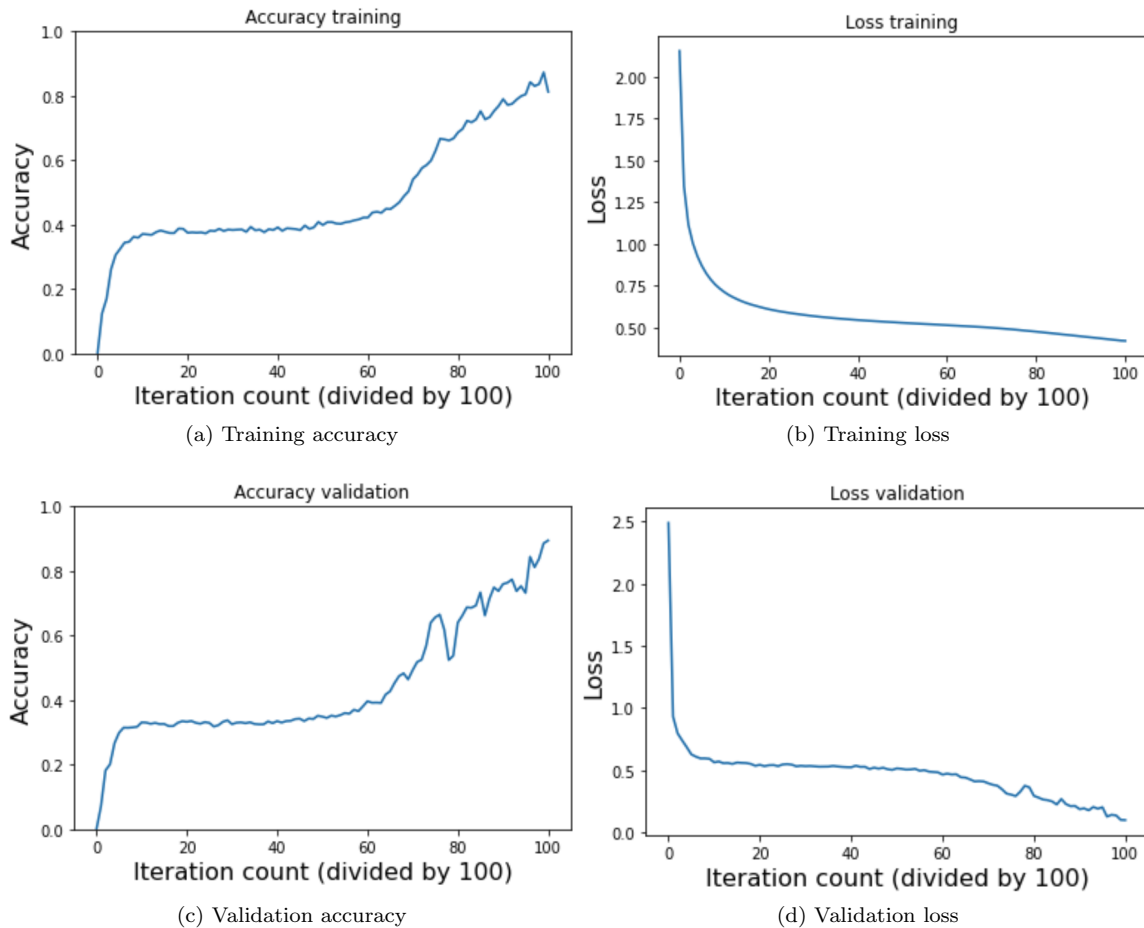 Accuracy training
1.0
0.8
0.6
0.4
0.2
0.0
Accuracy
0 20 40 60 80 100
Iteration count (divided by 100)
(a) Training accuracy
Loss training
2.00
1.75
1.50
1.25
1.00
0.75
0.50
Loss
0 20 40 60 80 100
Iteration count (divided by 100)
(b) Training loss
Accuracy validation
1.0
0.8
0.6
0.4
0.2
0.0
Accuracy
0 20 40 60 80 100
Iteration count (divided by 100)
(c) Validation accuracy
Loss validation
2.5
2.0
1.5
1.0
0.5
0.0
Loss
0 20 40 60 80 100
Iteration count (divided by 100)
(d) Validation loss